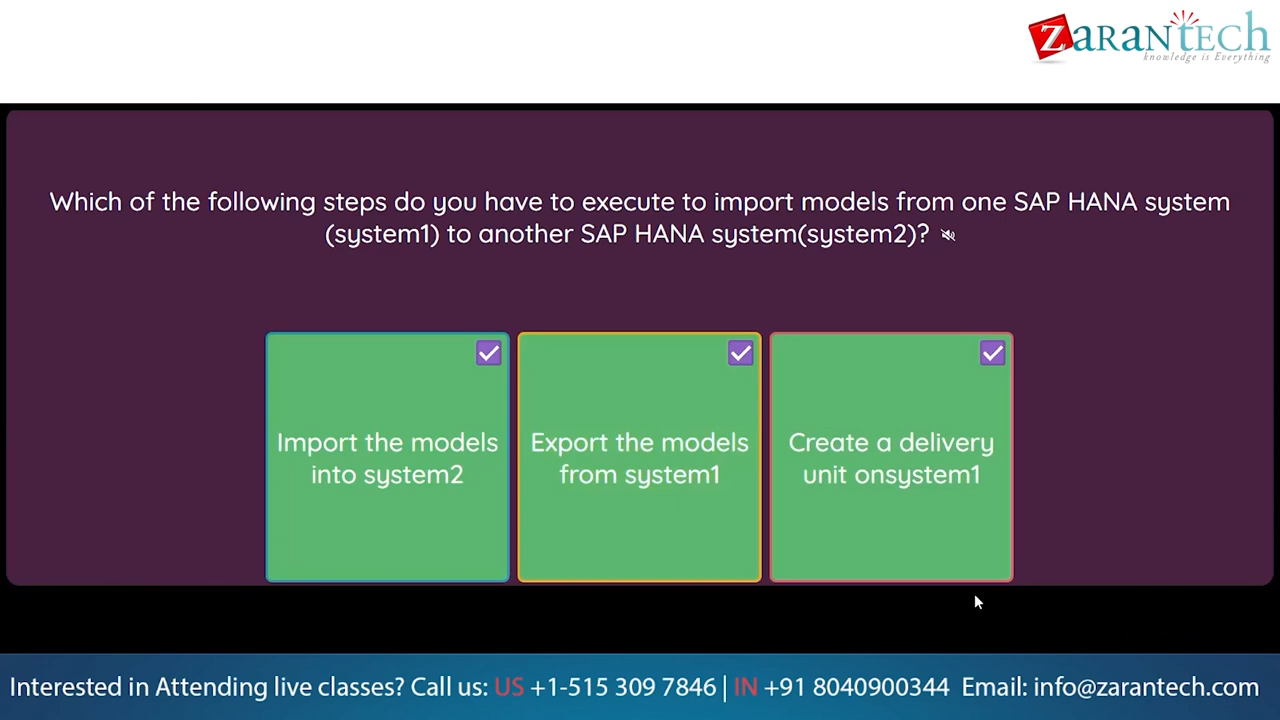 ZARANTECH
knowledge is Everything
Which of the following steps do you have to execute to import models from one SAP HANA system
(system1) to another SAP HANA system(system2)?
Import the models
into system2
Export the models
from system1
Create a delivery
unit onsystem1
Interested in Attending live classes? Call us: US +1-515 309 7846 | IN +91 8040900344 Email: info@zarantech.com